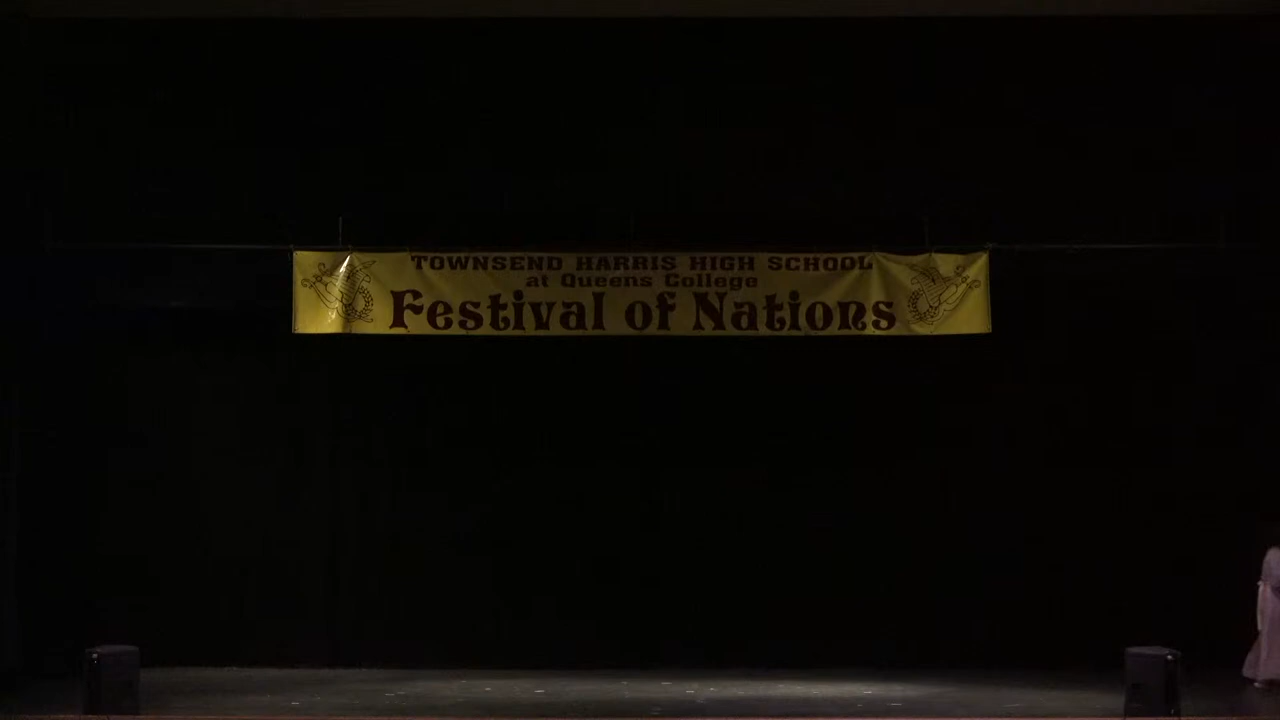 TOWNSEND HARRIS HIGH SCHOOL
at Queens College
Festival of Nations